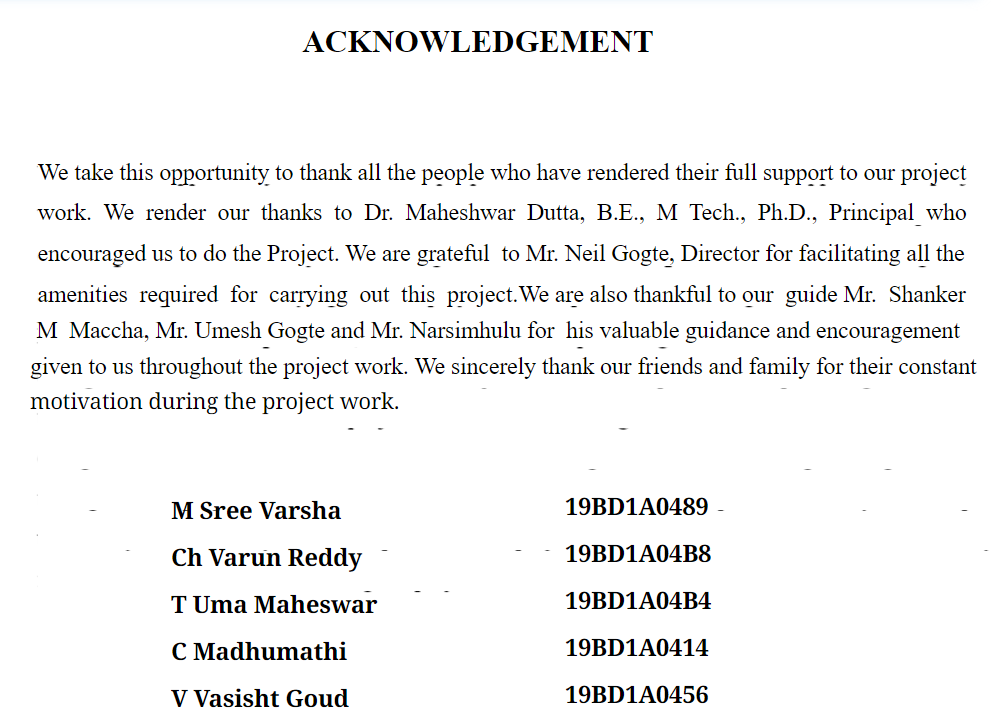 ACKNOWLEDGEMENT
We take this opportunity to thank all the people who have rendered their full support to our project
work. We render our thanks to Dr. Maheshwar Dutta, B.E., M Tech., Ph.D., Principal who
encouraged us to do the Project. We are grateful to Mr. Neil Gogte, Director for facilitating all the
amenities required for carrying out this project.We are also thankful to our guide Mr. Shanker
M Maccha, Mr. Umesh Gogte and Mr. Narsimhulu for his valuable guidance and encouragement
given to us throughout the project work. We sincerely thank our friends and family for their constant
motivation during the project work.
M Sree Varsha 19BD1A0489
Ch Varun Reddy 19BD1A04B8
T Uma Maheswar 19BD1A04B4
C Madhumathi 19BD1A0414
V Vasisht Goud 19BD1A0456